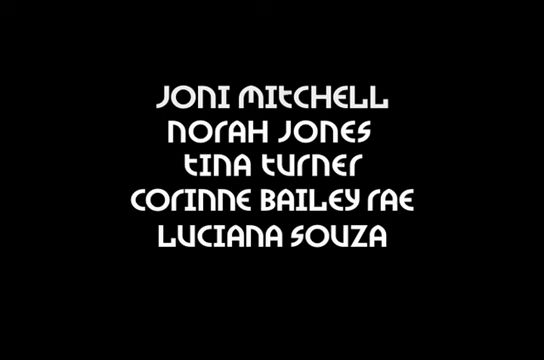 JONI MITCHELL
NORAH JONES
TINA TURNER
CORINNE BAILEY RAE
LUCIANA SOUZA